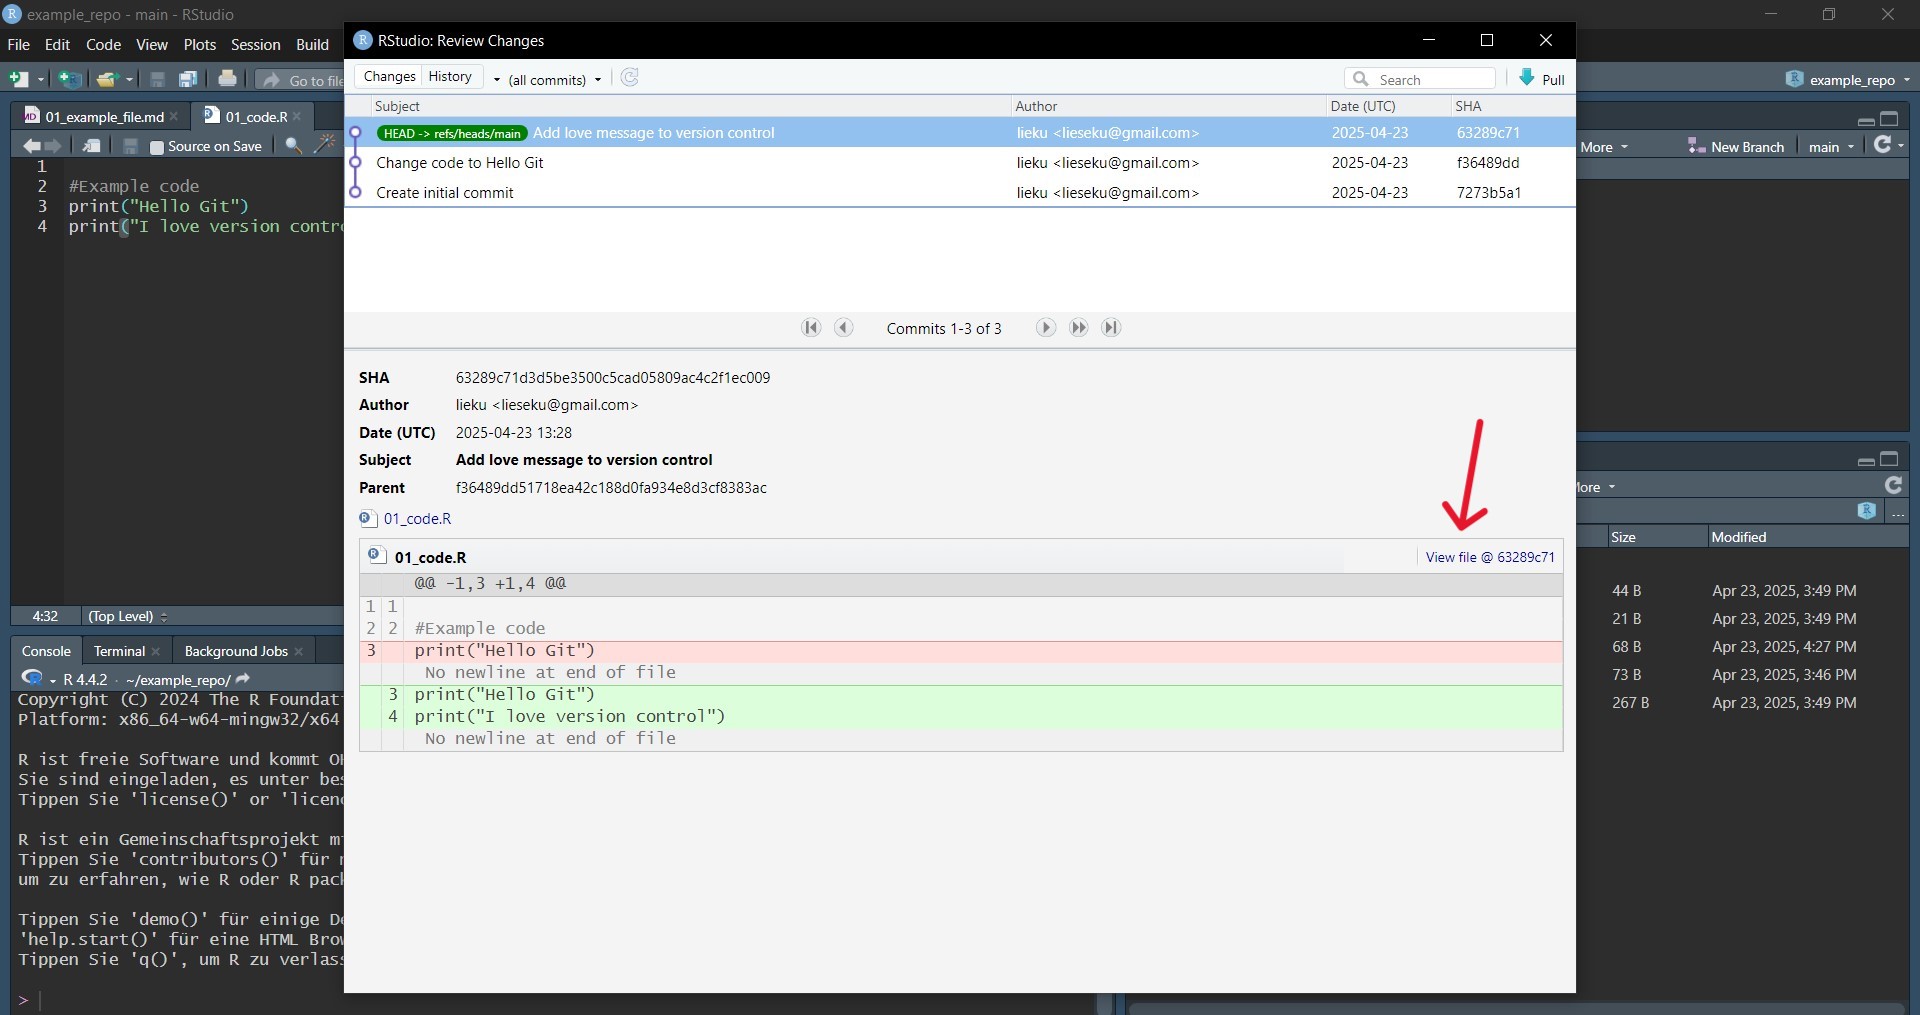 example_repo - main - RStudio
File Edit Code View Plots Session Build
Go to file
example_repo
01_example_file.md
01_code.R
Source on Save
1
2 #Example code
3 print("Hello Git")
4 print("I love version contro
4:32 (Top Level)
Console Terminal Background Jobs
R 4.4.2 · ~/example_repo/
Copyright (C) 2024 The R Foundat
Platform: x86_64-w64-mingw32/x64
R ist freie Software und kommt OH
Sie sind eingeladen, es unter bes
Tippen Sie 'license()' or 'licenc
R ist ein Gemeinschaftsprojekt mi
Tippen Sie 'contributors()' für
um zu erfahren, wie R oder R pack
Tippen Sie 'demo()' für einige De
'help.start()' für eine HTML Brow
Tippen Sie 'q()', um R zu verlass
>
RStudio: Review Changes
Changes History (all commits) Search Pull
Subject Author Date (UTC) SHA
HEAD -> refs/heads/main Add love message to version control lieku <lieseku@gmail.com> 2025-04-23 63289c71
Change code to Hello Git lieku <lieseku@gmail.com> 2025-04-23 f36489dd
Create initial commit lieku <lieseku@gmail.com> 2025-04-23 7273b5a1
Commits 1-3 of 3
SHA 63289c71d3d5be3500c5cad05809ac4c2f1ec009
Author lieku <lieseku@gmail.com>
Date (UTC) 2025-04-23 13:28
Subject Add love message to version control
Parent f36489dd51718ea42c188d0fa934e8d3cf8383ac
01_code.R
01_code.R View file @ 63289c71
@@ -1,3 +1,4 @@
1 1
2 2 #Example code
3 print("Hello Git")
No newline at end of file
3 print("Hello Git")
4 print("I love version control")
No newline at end of file
More New Branch main
More
...
Size Modified
44 B Apr 23, 2025, 3:49 PM
21 B Apr 23, 2025, 3:49 PM
68 B Apr 23, 2025, 4:27 PM
73 B Apr 23, 2025, 3:46 PM
267 B Apr 23, 2025, 3:49 PM